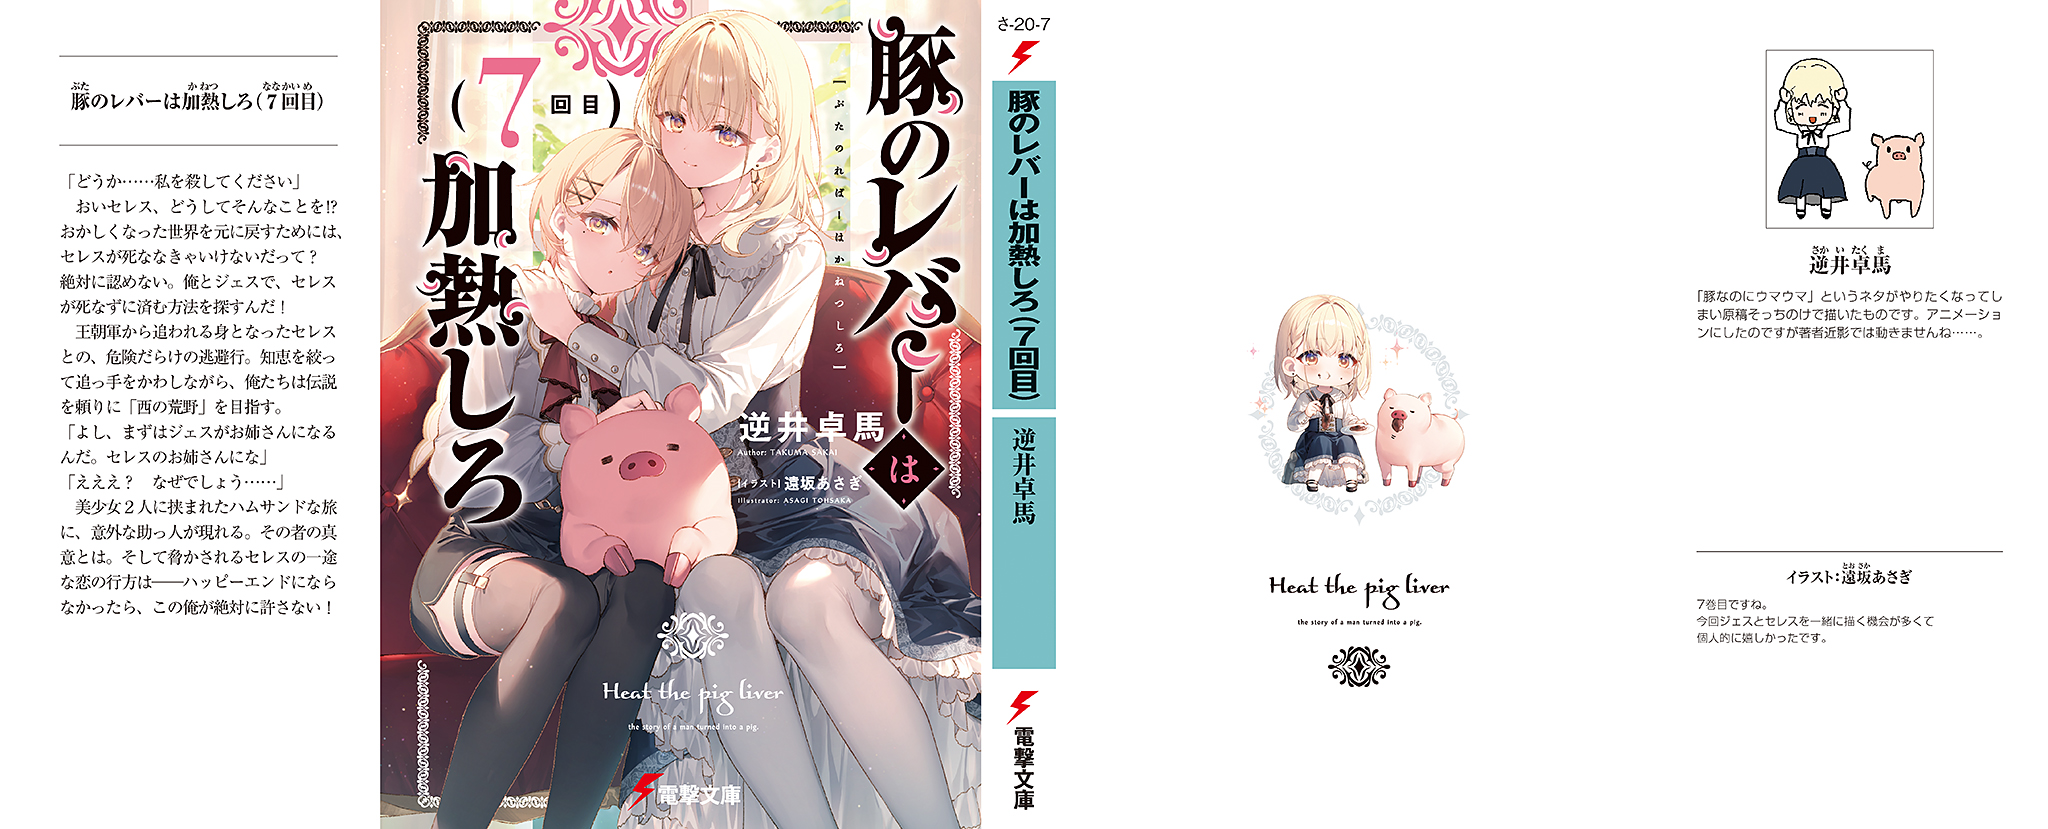 豚のレバーは加熱しろ(7回目)
ぶた かねつ ななかいめ
「どうか……私を殺してください」
おいセレス、どうしてそんなことを!?
おかしくなった世界を元に戻すためには、
セレスが死ななきゃいけないだって？
絶対に認めない。俺とジェスで、セレス
が死なずに済む方法を探すんだ！
王朝軍から追われる身となったセレス
との、危険だらけの逃避行。知恵を絞っ
て追っ手をかわしながら、俺たちは伝説
を頼りに「西の荒野」を目指す。
「よし、まずはジェスがお姉さんになる
んだ。セレスのお姉さんにな」
「えええ？　なぜでしょう……」
美少女２人に挟まれたハムサンドな旅
に、意外な助っ人が現れる。その者の真
意とは。そして脅かされるセレスの一途
な恋の行方は――ハッピーエンドになら
なかったら、この俺が絶対に許さない！
豚のレバーは
加熱しろ
(7回目)
[ぶたのればーはかねつしろ]
逆井卓馬
Author: TAKUMA SAKAI
[イラスト]遠坂あさぎ
Illustrator: ASAGI TOHSAKA
Heat the pig liver
the story of a man turned into a pig.
電撃文庫
さ-20-7
豚のレバーは加熱しろ(7回目)
逆井卓馬
電撃文庫
Heat the pig liver
the story of a man turned into a pig.
さかいたくま
逆井卓馬
「豚なのにウマウマ」というネタがやりたくなってし
まい原稿そっちのけで描いたものです。アニメーショ
ンにしたのですが著者近影では動きませんね……。
とおさか
イラスト:遠坂あさぎ
7巻目ですね。
今回ジェスとセレスを一緒に描く機会が多くて
個人的に嬉しかったです。